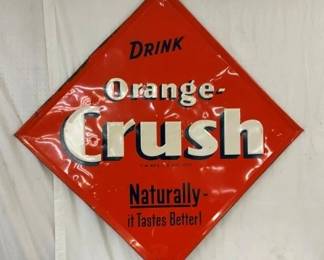 DRINK
Orange-
Crush
Naturally-
it Tastes Better!